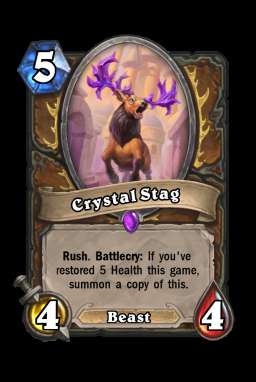 5
Crystal Stag
Rush. Battlecry: If you've
restored 5 Health this game,
summon a copy of this.
4
Beast
4